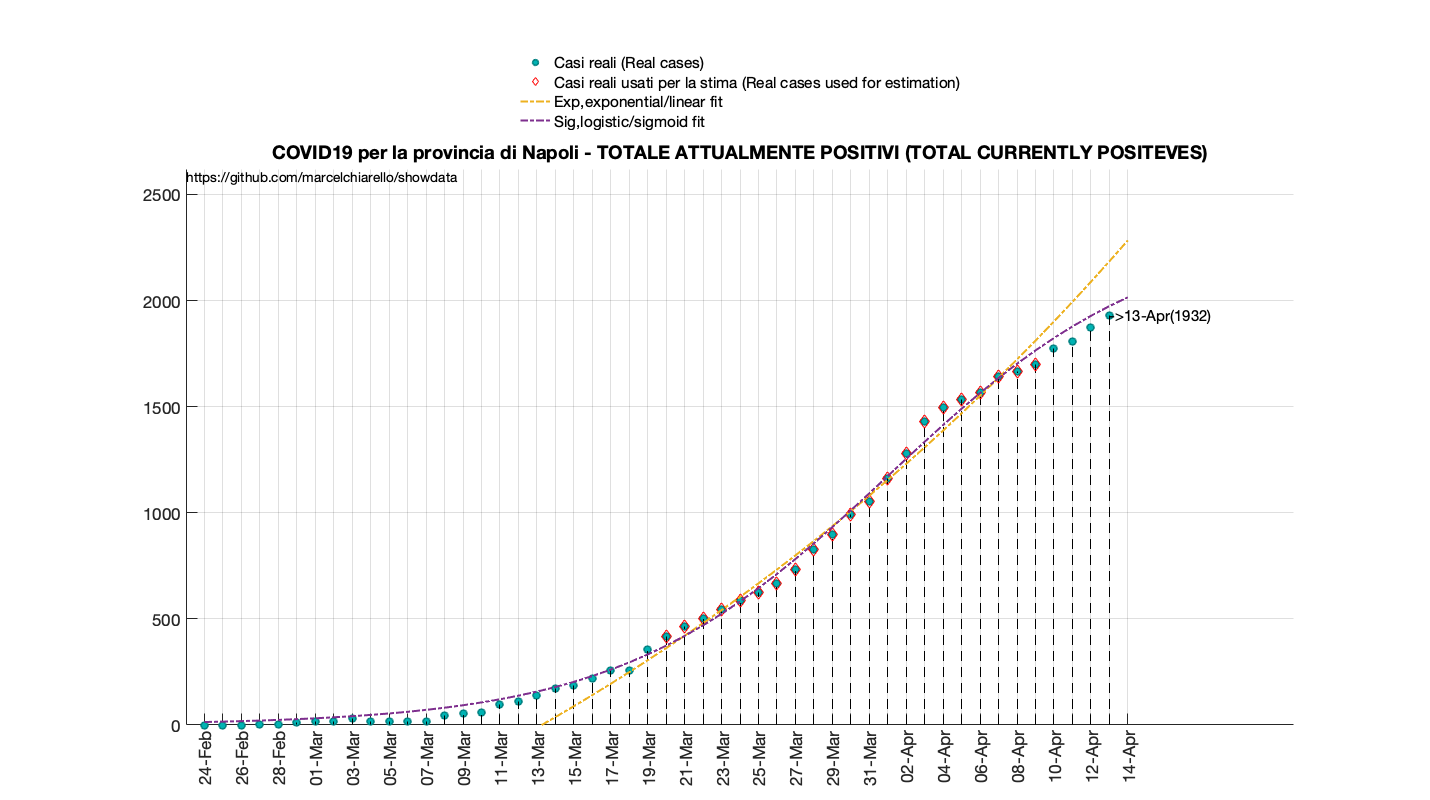 Casi reali (Real cases)
Casi reali usati per la stima (Real cases used for estimation)
Exp,exponential/linear fit
Sig,logistic/sigmoid fit
COVID19 per la provincia di Napoli - TOTALE ATTUALMENTE POSITIVI (TOTAL CURRENTLY POSITEVES)
https://github.com/marcelchiarello/showdata
2500
2000
->13-Apr(1932)
1500
1000
500
0
24-Feb
26-Feb
28-Feb
01-Mar
03-Mar
05-Mar
07-Mar
09-Mar
11-Mar
13-Mar
15-Mar
17-Mar
19-Mar
21-Mar
23-Mar
25-Mar
27-Mar
29-Mar
31-Mar
02-Apr
04-Apr
06-Apr
08-Apr
10-Apr
12-Apr
14-Apr